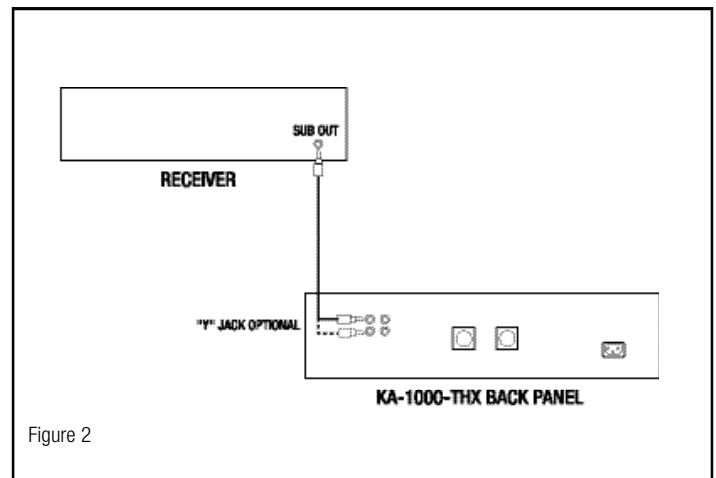 SUB OUT
RECEIVER
"Y" JACK OPTIONAL
KA-1000-THX BACK PANEL
Figure 2